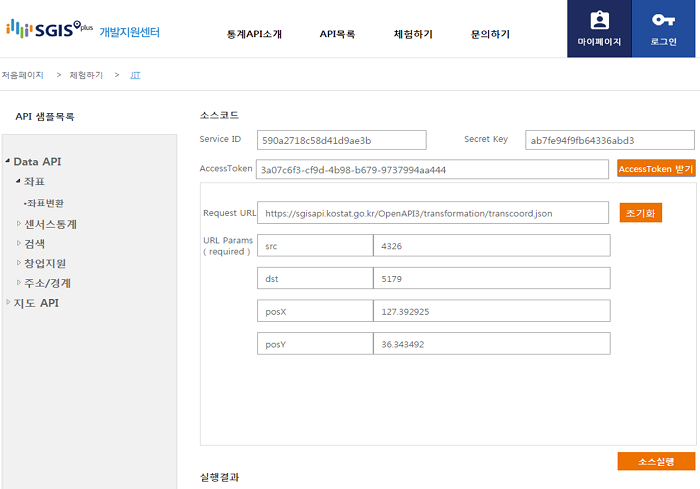 SGIS plus 개발지원센터
통계API소개 API목록 체험하기 문의하기
마이페이지 로그인
처음페이지 > 체험하기 > JIT
API 샘플목록
Data API
좌표
좌표변환
센서스통계
검색
창업지원
주소/경계
지도 API
소스코드
Service ID 590a2718c58d41d9ae3b Secret Key ab7fe94f9fb64336abd3
AccessToken 3a07c6f3-cf9d-4b98-b679-9737994aa444 AccessToken 받기
Request URL https://sgisapi.kostat.go.kr/OpenAPI3/transformation/transcoord.json 초기화
URL Params
( required )
src 4326
dst 5179
posX 127.392925
posY 36.343492
소스실행
실행결과